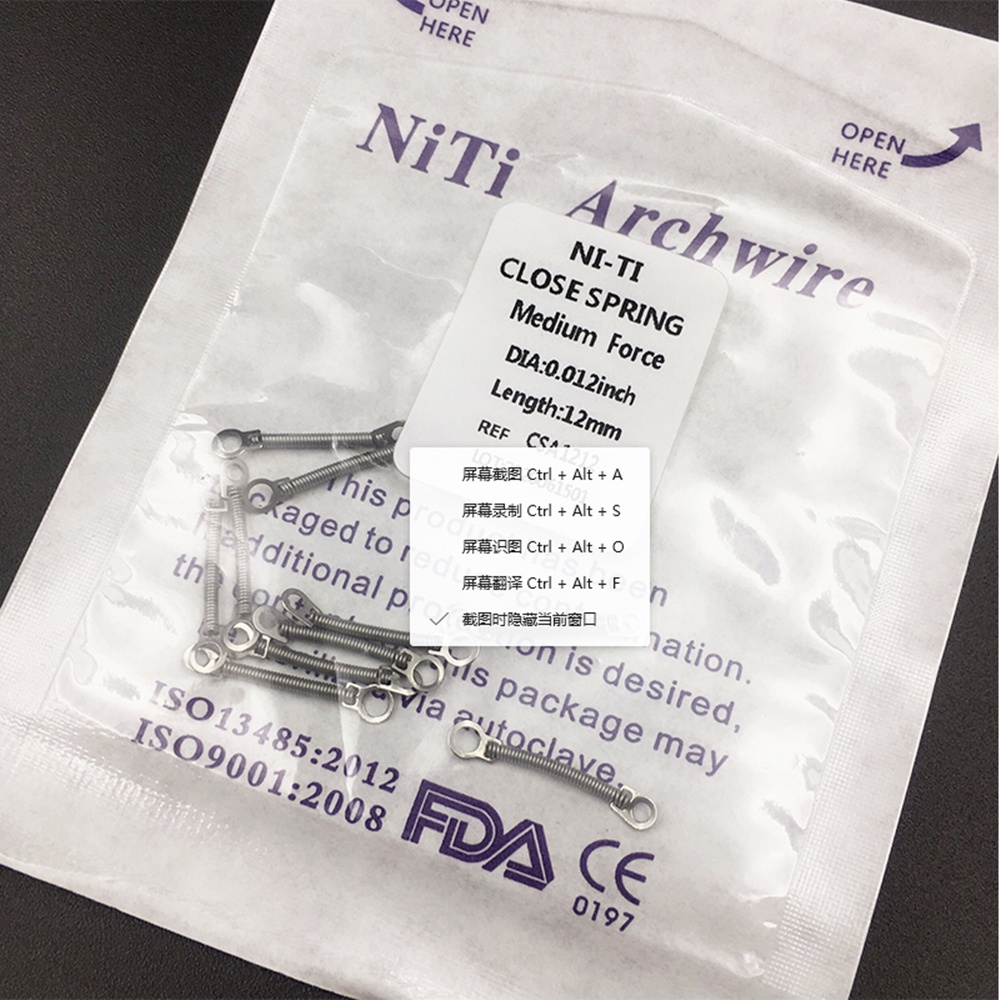 OPEN
HERE
OPEN
HERE
NiTi Archwire
NI-TI
CLOSE SPRING
Medium Force
DIA:0.012inch
Length:12mm
REF CSA1212
屏幕截图 Ctrl + Alt + A
屏幕录制 Ctrl + Alt + S
屏幕识图 Ctrl + Alt + O
屏幕翻译 Ctrl + Alt + F
截图时隐藏当前窗口
This been
to
additional
is desired,
this package may
via autoclave.
ISO13485:2012
ISO9001:2008
FDA CE
0197